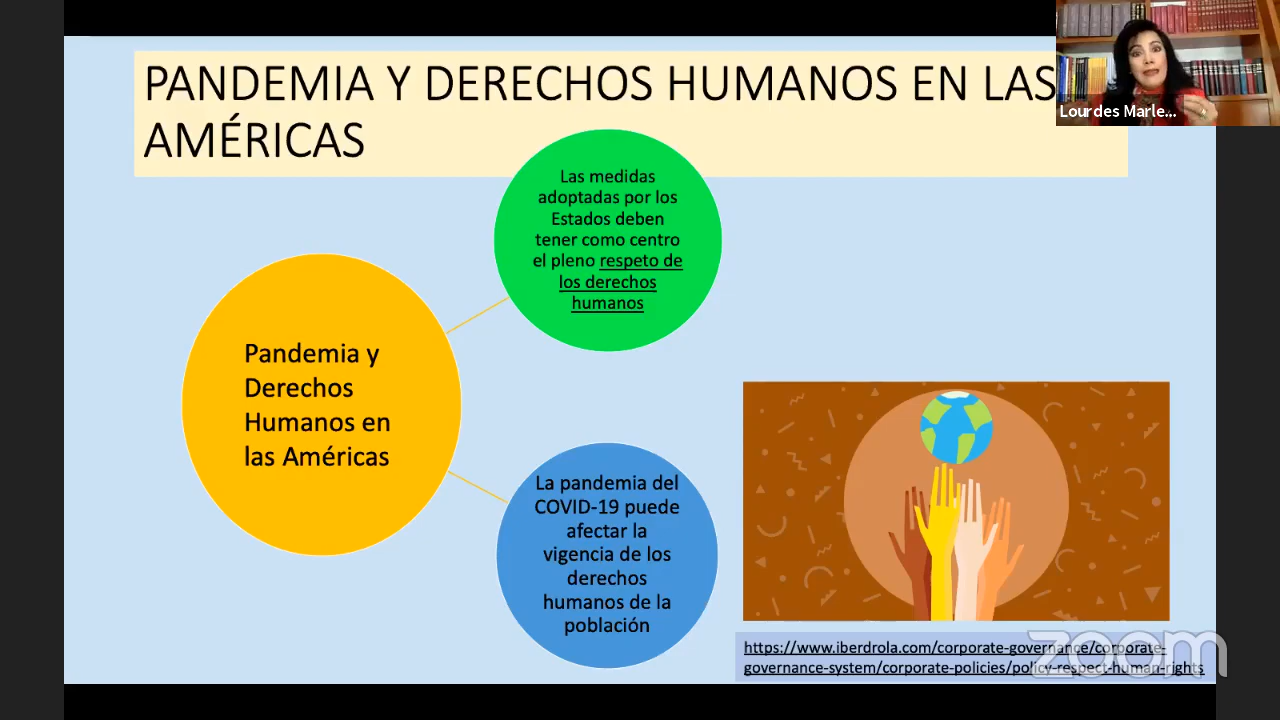 PANDEMIA Y DERECHOS HUMANOS EN LAS
AMÉRICAS
Lourdes Marle...
Las medidas
adoptadas por los
Estados deben
tener como centro
el pleno respeto de
los derechos
humanos
Pandemia y
Derechos
Humanos en
las Américas
La pandemia del
COVID-19 puede
afectar la
vigencia de los
derechos
humanos de la
población
https://www.iberdrola.com/corporate-governance/corporate-
governance-system/corporate-policies/policy-respect-human-rights
zoom